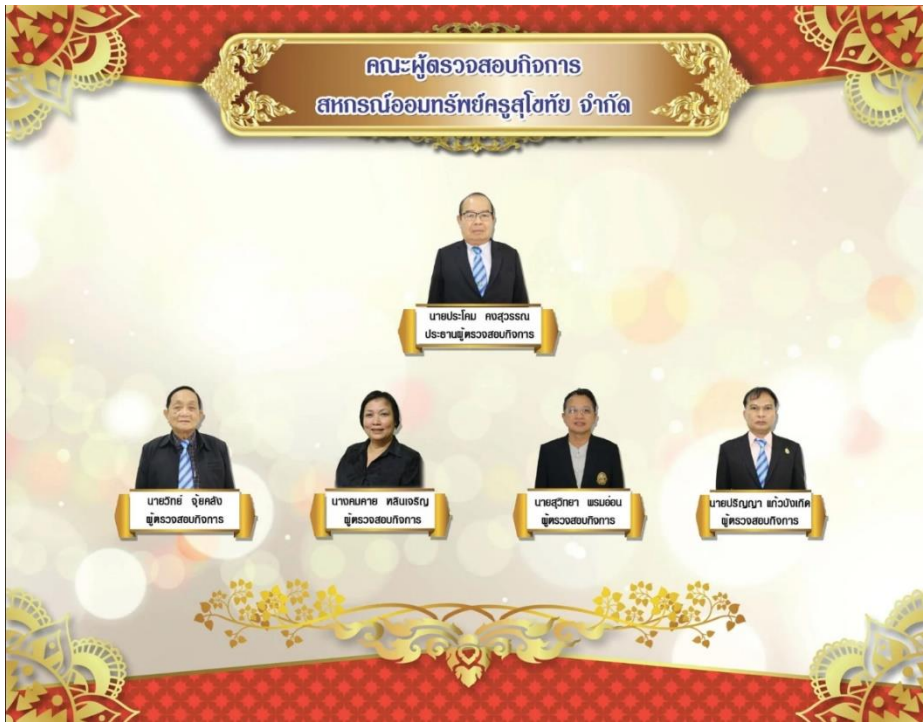 คณะผู้ตรวจสอบกิจการ
สหกรณ์ออมทรัพย์ครูสุโขทัย จำกัด
นายประโคม คงสุวรรณ
ประธานผู้ตรวจสอบกิจการ
นายวิทย์ จุ้ยคลัง
ผู้ตรวจสอบกิจการ
นางคมคาย หลินเจริญ
ผู้ตรวจสอบกิจการ
นายสุวิทยา พรมอ่อน
ผู้ตรวจสอบกิจการ
นายปริญญา แก้วบังเกิด
ผู้ตรวจสอบกิจการ